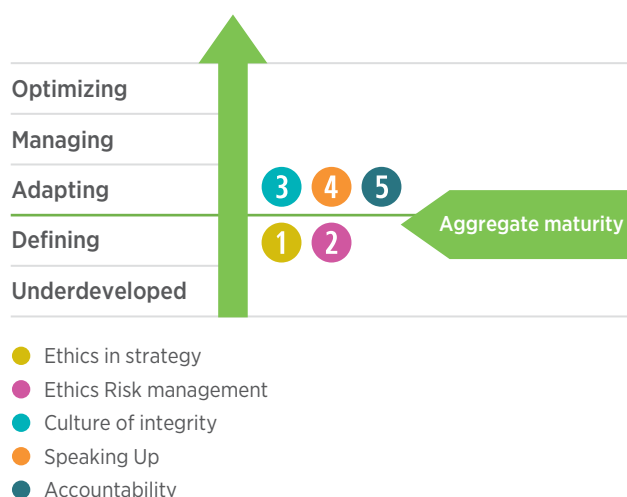 Optimizing
Managing
Adapting
3 4 5
Aggregate maturity
Defining
1 2
Underdeveloped
Ethics in strategy
Ethics Risk management
Culture of integrity
Speaking Up
Accountability